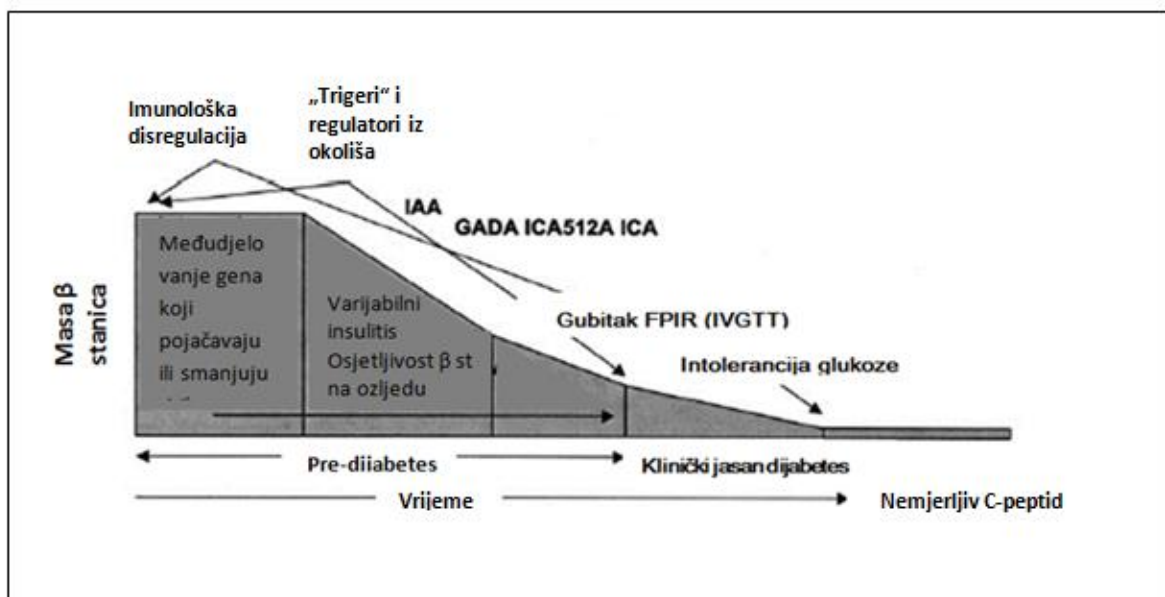 Imunološka
disregulacija
„Trigeri“ i
regulatori iz
okoliša
IAA
GADA ICA512A ICA
Masa β
stanica
Međudjelo
vanje gena
koji
pojačavaju
ili smanjuju
Varijabilni
insulitis
Osjetljivost β st
na ozljedu
Gubitak FPIR (IVGTT)
Intolerancija glukoze
Pre-diiabetes
Klinički jasan dijabetes
Vrijeme
Nemjerljiv C-peptid